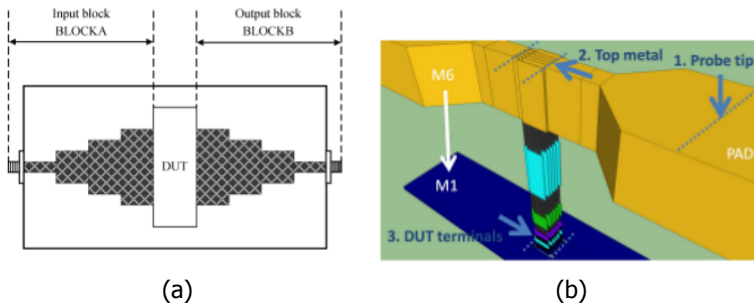 Input block
BLOCKA
Output block
BLOCKB
DUT
(a)
M6
2. Top metal
1. Probe tip
M1
PAD
3. DUT terminals
(b)